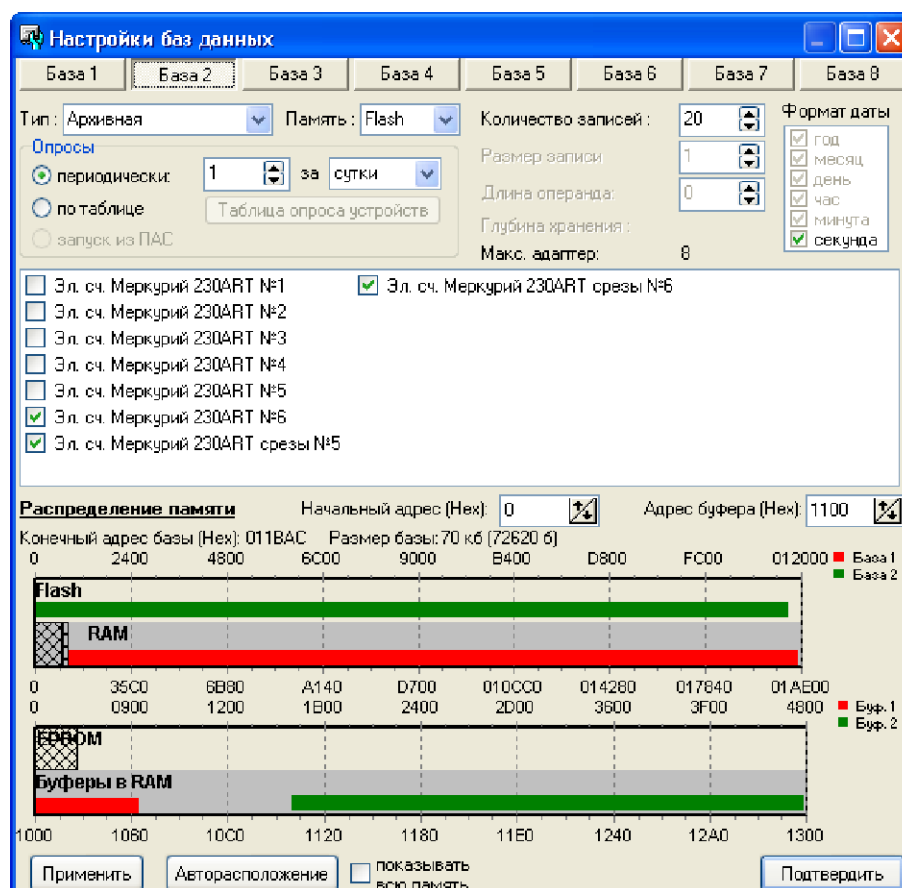 Настройки баз данных
База 1 База 2 База 3 База 4 База 5 База 6 База 7 База 8
Тип : Архивная Память : Flash Количество записей : 20 Формат даты
Опросы
периодически: 1 за сутки
по таблице Таблица опроса устройств
запуск из ПАС
Размер записи 1
Длина операнда: 0
Глубина хранения :
Макс. адаптер: 8
год
месяц
день
час
минута
секунда
Эл. сч. Меркурий 230ART №1
Эл. сч. Меркурий 230ART №2
Эл. сч. Меркурий 230ART №3
Эл. сч. Меркурий 230ART №4
Эл. сч. Меркурий 230ART №5
Эл. сч. Меркурий 230ART №6
Эл. сч. Меркурий 230ART срезы №5
Эл. сч. Меркурий 230ART срезы №6
Распределение памяти Начальный адрес (Hex): 0 Адрес буфера (Hex): 1100
Конечный адрес базы (Hex): 011BAC Размер базы: 70 кб (72620 б)
0 2400 4800 6C00 9000 B400 D800 FC00 012000 База 1
База 2
Flash
RAM
0 35C0 6B80 A140 D700 010CC0 014280 017840 01AE00
0 0900 1200 1B00 2400 2D00 3600 3F00 4800 Буф. 1
Буф. 2
EPROM
Буферы в RAM
1000 1060 10C0 1120 1180 11E0 1240 12A0 1300
Применить Авторасположение показывать всю память Подтвердить